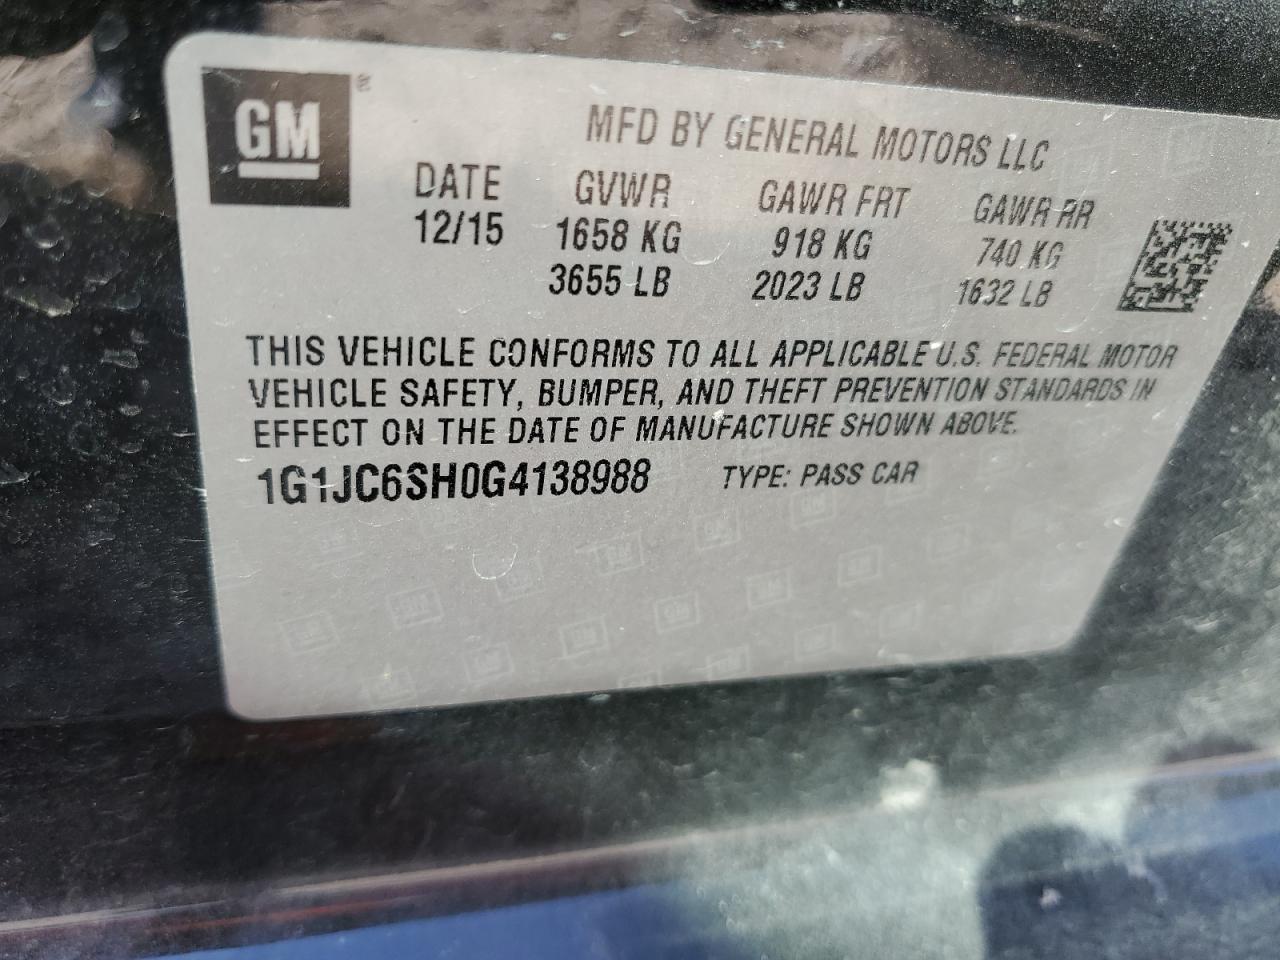 GM ®
MFD BY GENERAL MOTORS LLC
DATE GVWR GAWR FRT GAWR RR
12/15 1658 KG 918 KG 740 KG
3655 LB 2023 LB 1632 LB
THIS VEHICLE CONFORMS TO ALL APPLICABLE U.S. FEDERAL MOTOR
VEHICLE SAFETY, BUMPER, AND THEFT PREVENTION STANDARDS IN
EFFECT ON THE DATE OF MANUFACTURE SHOWN ABOVE.
1G1JC6SH0G4138988 TYPE: PASS CAR